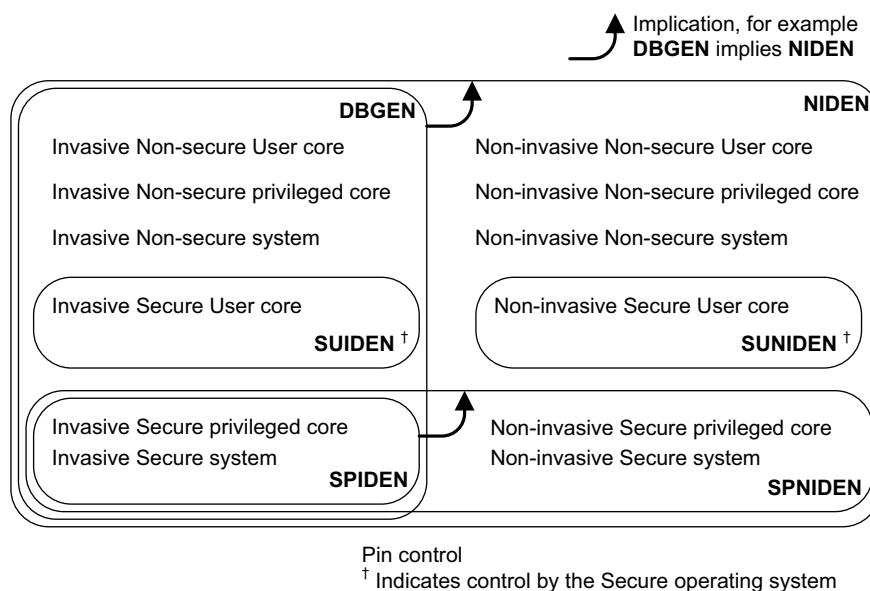 Implication, for example
DBGEN implies NIDEN
DBGEN
NIDEN
Invasive Non-secure User core
Non-invasive Non-secure User core
Invasive Non-secure privileged core
Non-invasive Non-secure privileged core
Invasive Non-secure system
Non-invasive Non-secure system
Invasive Secure User core
Non-invasive Secure User core
SUIDEN †
SUNIDEN †
Invasive Secure privileged core
Non-invasive Secure privileged core
Invasive Secure system
Non-invasive Secure system
SPIDEN
SPNIDEN
Pin control
† Indicates control by the Secure operating system